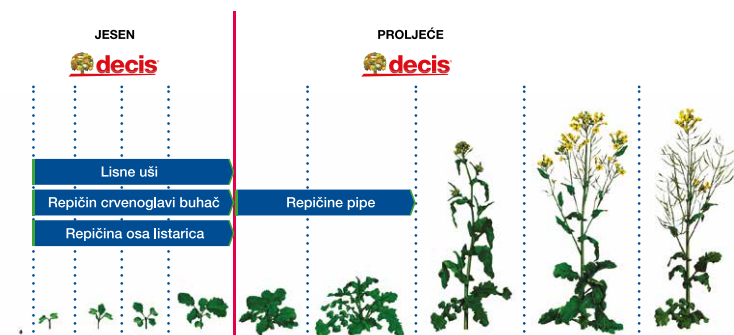 JESEN
PROLJEĆE
decis
decis
Lisne uši
Repičin crvenoglavi buhač
Repičine pipe
Repičina osa listarica